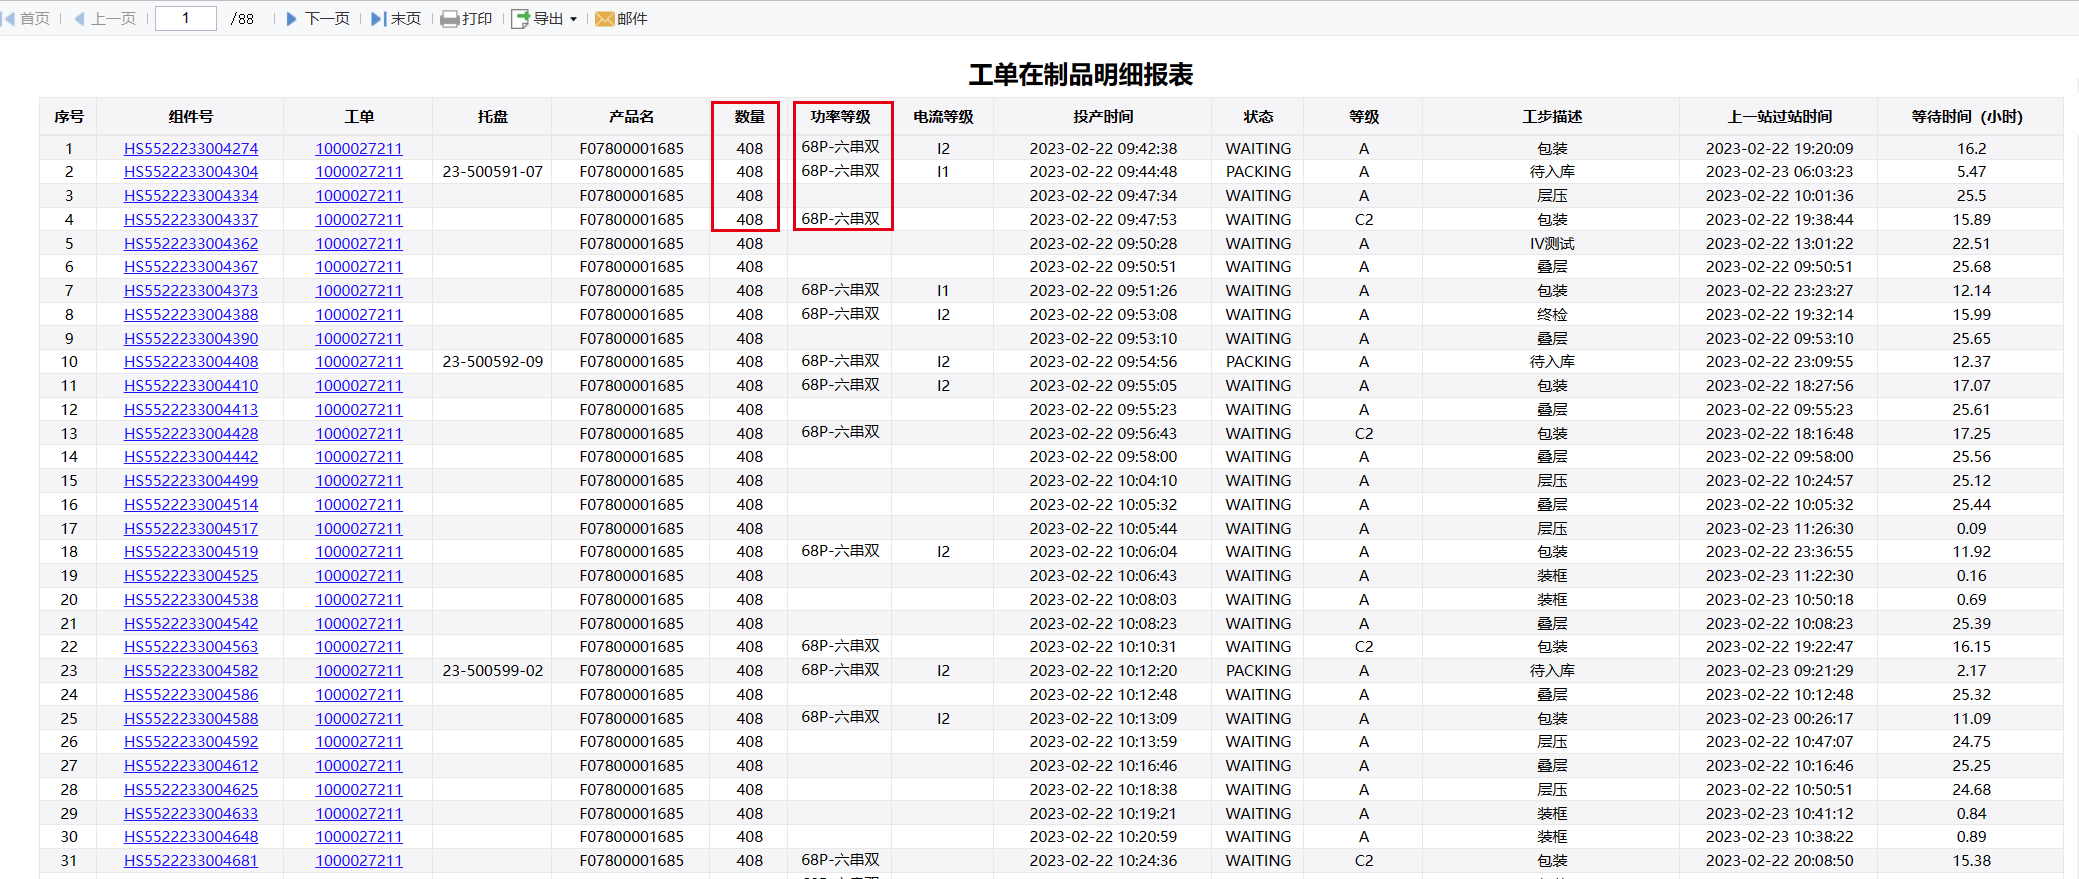 首页 上一页 1 /88 下一页 末页 打印 导出 邮件
工单在制品明细报表
序号 组件号 工单 托盘 产品名 数量 功率等级 电流等级 投产时间 状态 等级 工步描述 上一站过站时间 等待时间（小时）
1 HS5522233004274 1000027211 F07800001685 408 68P-六串双 I2 2023-02-22 09:42:38 WAITING A 包装 2023-02-22 19:20:09 16.2
2 HS5522233004304 1000027211 23-500591-07 F07800001685 408 68P-六串双 I1 2023-02-22 09:44:48 PACKING A 待入库 2023-02-23 06:03:23 5.47
3 HS5522233004334 1000027211 F07800001685 408 2023-02-22 09:47:34 WAITING A 层压 2023-02-22 10:01:36 25.5
4 HS5522233004337 1000027211 F07800001685 408 68P-六串双 2023-02-22 09:47:53 WAITING C2 包装 2023-02-22 19:38:44 15.89
5 HS5522233004362 1000027211 F07800001685 408 2023-02-22 09:50:28 WAITING A IV测试 2023-02-22 13:01:22 22.51
6 HS5522233004367 1000027211 F07800001685 408 2023-02-22 09:50:51 WAITING A 叠层 2023-02-22 09:50:51 25.68
7 HS5522233004373 1000027211 F07800001685 408 68P-六串双 I1 2023-02-22 09:51:26 WAITING A 包装 2023-02-22 23:23:27 12.14
8 HS5522233004388 1000027211 F07800001685 408 68P-六串双 I2 2023-02-22 09:53:08 WAITING A 终检 2023-02-22 19:32:14 15.99
9 HS5522233004390 1000027211 F07800001685 408 2023-02-22 09:53:10 WAITING A 叠层 2023-02-22 09:53:10 25.65
10 HS5522233004408 1000027211 23-500592-09 F07800001685 408 68P-六串双 I2 2023-02-22 09:54:56 PACKING A 待入库 2023-02-22 23:09:55 12.37
11 HS5522233004410 1000027211 F07800001685 408 68P-六串双 I2 2023-02-22 09:55:05 WAITING A 包装 2023-02-22 18:27:56 17.07
12 HS5522233004413 1000027211 F07800001685 408 2023-02-22 09:55:23 WAITING A 叠层 2023-02-22 09:55:23 25.61
13 HS5522233004428 1000027211 F07800001685 408 68P-六串双 2023-02-22 09:56:43 WAITING C2 包装 2023-02-22 18:16:48 17.25
14 HS5522233004442 1000027211 F07800001685 408 2023-02-22 09:58:00 WAITING A 叠层 2023-02-22 09:58:00 25.56
15 HS5522233004499 1000027211 F07800001685 408 2023-02-22 10:04:10 WAITING A 层压 2023-02-22 10:24:57 25.12
16 HS5522233004514 1000027211 F07800001685 408 2023-02-22 10:05:32 WAITING A 叠层 2023-02-22 10:05:32 25.44
17 HS5522233004517 1000027211 F07800001685 408 2023-02-22 10:05:44 WAITING A 层压 2023-02-23 11:26:30 0.09
18 HS5522233004519 1000027211 F07800001685 408 68P-六串双 I2 2023-02-22 10:06:04 WAITING A 包装 2023-02-22 23:36:55 11.92
19 HS5522233004525 1000027211 F07800001685 408 2023-02-22 10:06:43 WAITING A 装框 2023-02-23 11:22:30 0.16
20 HS5522233004538 1000027211 F07800001685 408 2023-02-22 10:08:03 WAITING A 装框 2023-02-23 10:50:18 0.69
21 HS5522233004542 1000027211 F07800001685 408 2023-02-22 10:08:23 WAITING A 叠层 2023-02-22 10:08:23 25.39
22 HS5522233004563 1000027211 F07800001685 408 68P-六串双 2023-02-22 10:10:31 WAITING C2 包装 2023-02-22 19:22:47 16.15
23 HS5522233004582 1000027211 23-500599-02 F07800001685 408 68P-六串双 I2 2023-02-22 10:12:20 PACKING A 待入库 2023-02-23 09:21:29 2.17
24 HS5522233004586 1000027211 F07800001685 408 2023-02-22 10:12:48 WAITING A 叠层 2023-02-22 10:12:48 25.32
25 HS5522233004588 1000027211 F07800001685 408 68P-六串双 I2 2023-02-22 10:13:09 WAITING A 包装 2023-02-23 00:26:17 11.09
26 HS5522233004592 1000027211 F07800001685 408 2023-02-22 10:13:59 WAITING A 层压 2023-02-22 10:47:07 24.75
27 HS5522233004612 1000027211 F07800001685 408 2023-02-22 10:16:46 WAITING A 叠层 2023-02-22 10:16:46 25.25
28 HS5522233004625 1000027211 F07800001685 408 2023-02-22 10:18:38 WAITING A 层压 2023-02-22 10:50:51 24.68
29 HS5522233004633 1000027211 F07800001685 408 2023-02-22 10:19:21 WAITING A 装框 2023-02-23 10:41:12 0.84
30 HS5522233004648 1000027211 F07800001685 408 2023-02-22 10:20:59 WAITING A 装框 2023-02-23 10:38:22 0.89
31 HS5522233004681 1000027211 F07800001685 408 68P-六串双 2023-02-22 10:24:36 WAITING C2 包装 2023-02-22 20:08:50 15.38